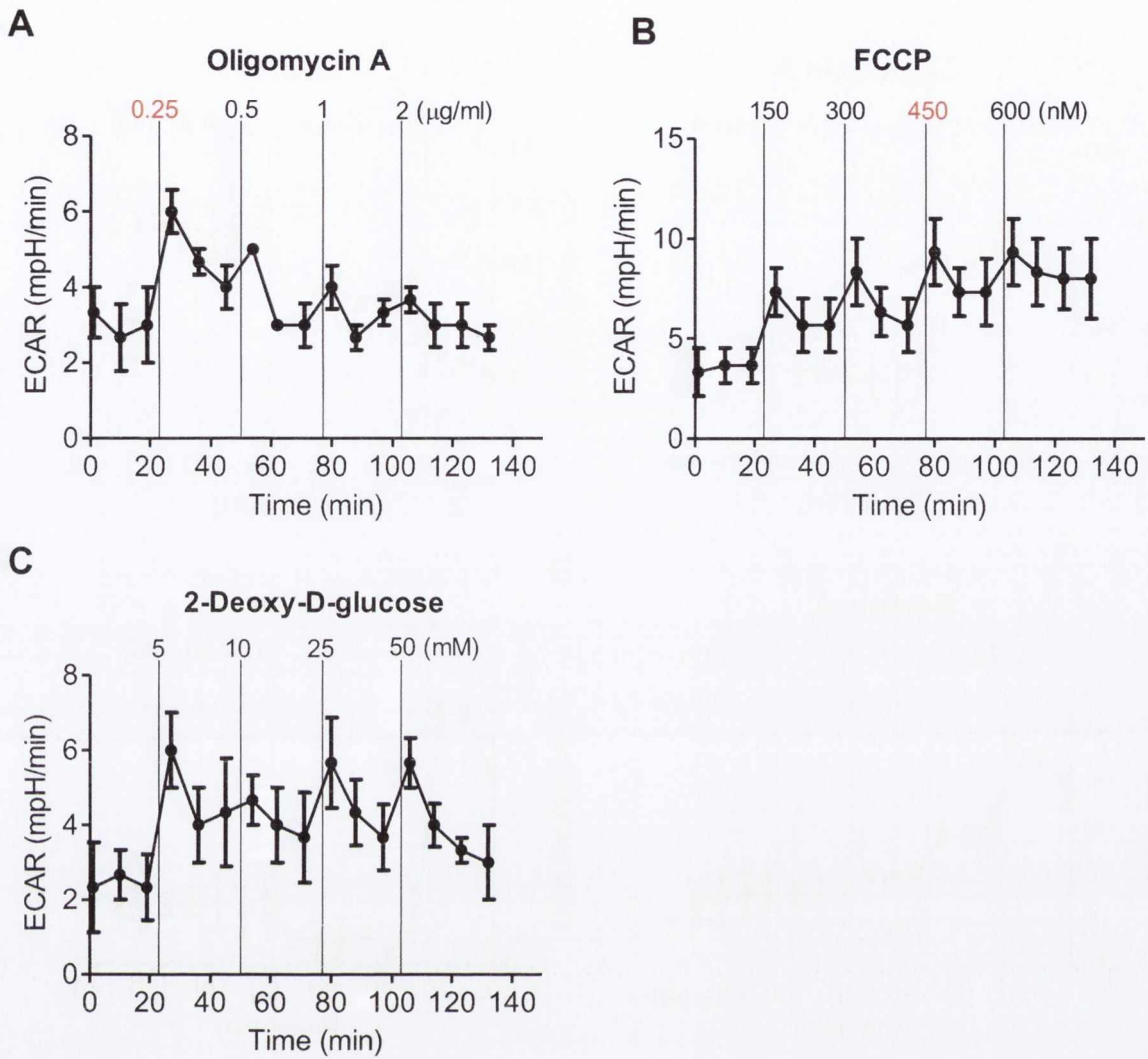 A
Oligomycin A
0.25 0.5 1 2 (μg/ml)
8
6
4
2
0
ECAR (mpH/min)
0 20 40 60 80 100 120 140
Time (min)
B
FCCP
150 300 450 600 (nM)
15
10
5
0
ECAR (mpH/min)
0 20 40 60 80 100 120 140
Time (min)
C
2-Deoxy-D-glucose
5 10 25 50 (mM)
8
6
4
2
0
ECAR (mpH/min)
0 20 40 60 80 100 120 140
Time (min)